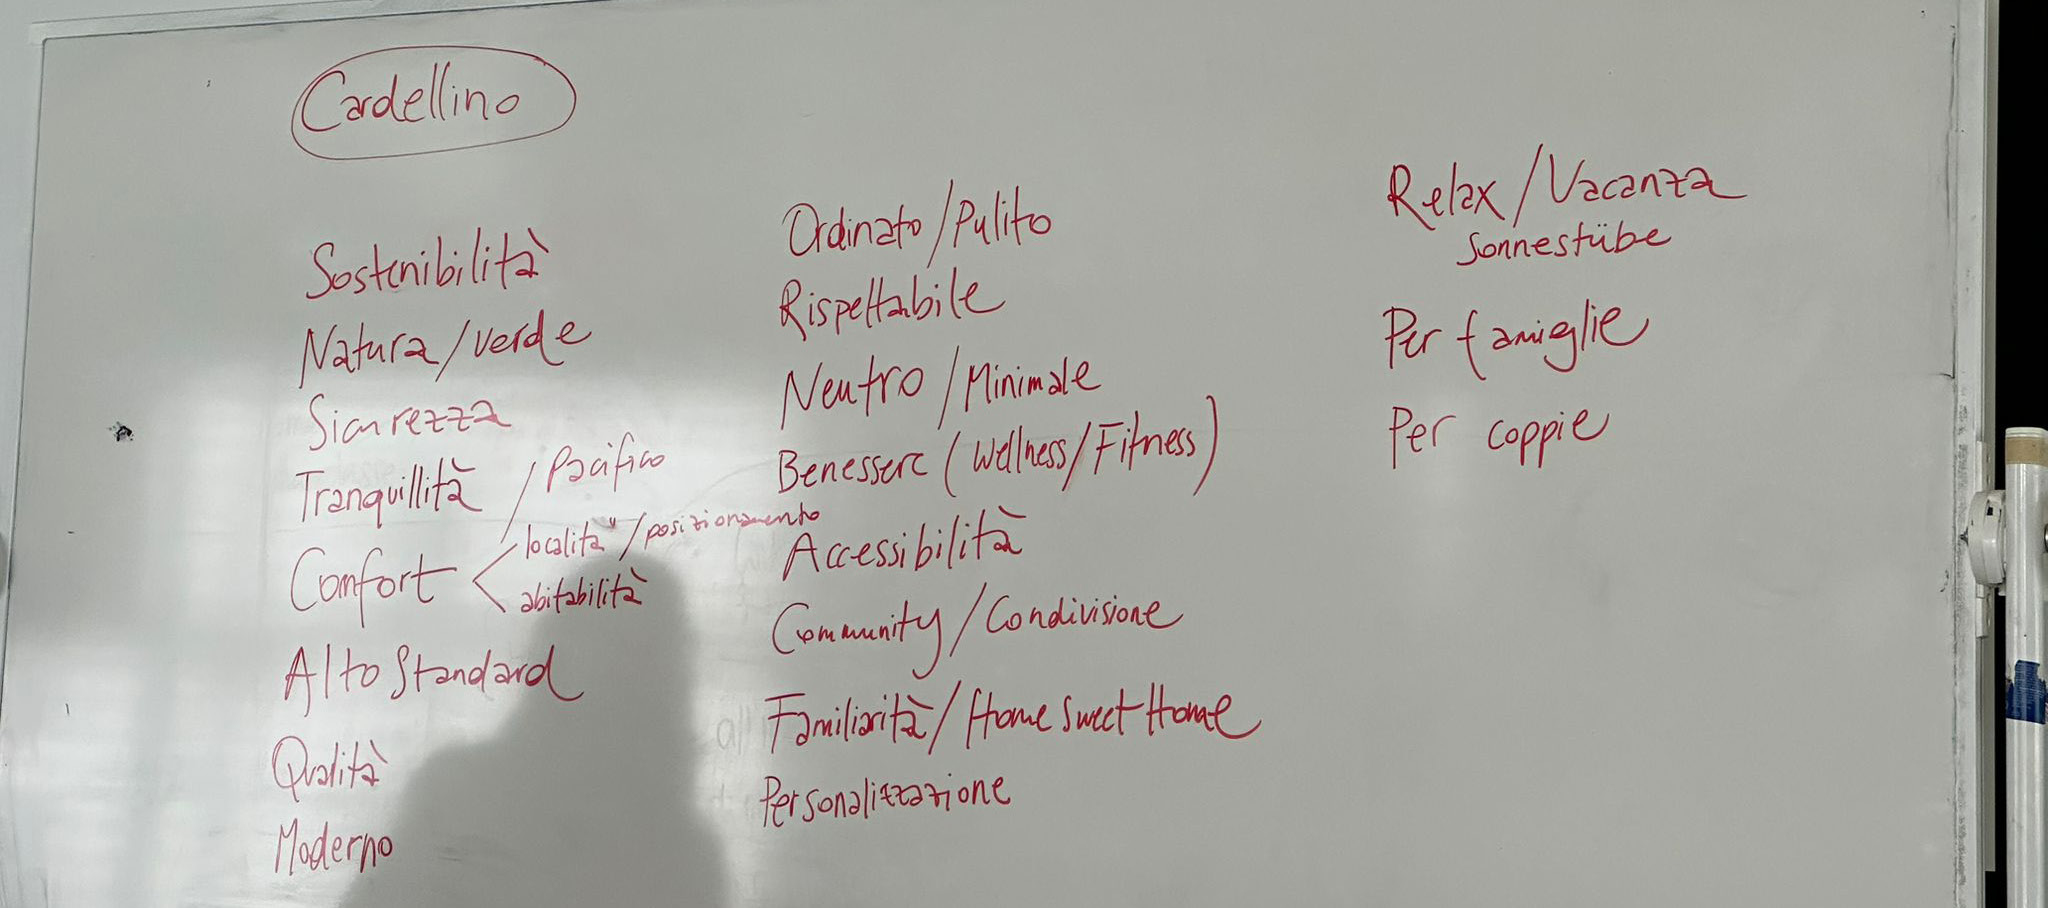 Cardellino
Sostenibilità
Natura/verde
Sicurezza
Tranquillità / Pacifico
Confort < località/posizionamento
abitabilità
Alto Standard
Qualità
Moderno
Ordinato/Pulito
Rispettabile
Neutro/Minimale
Benessere (Wellness/Fitness)
Accessibilità
Community/Condivisione
Familiarità/Home Sweet Home
Personalizzazione
Relax/Vacanza
Sonnestübe
Per famiglie
Per coppie